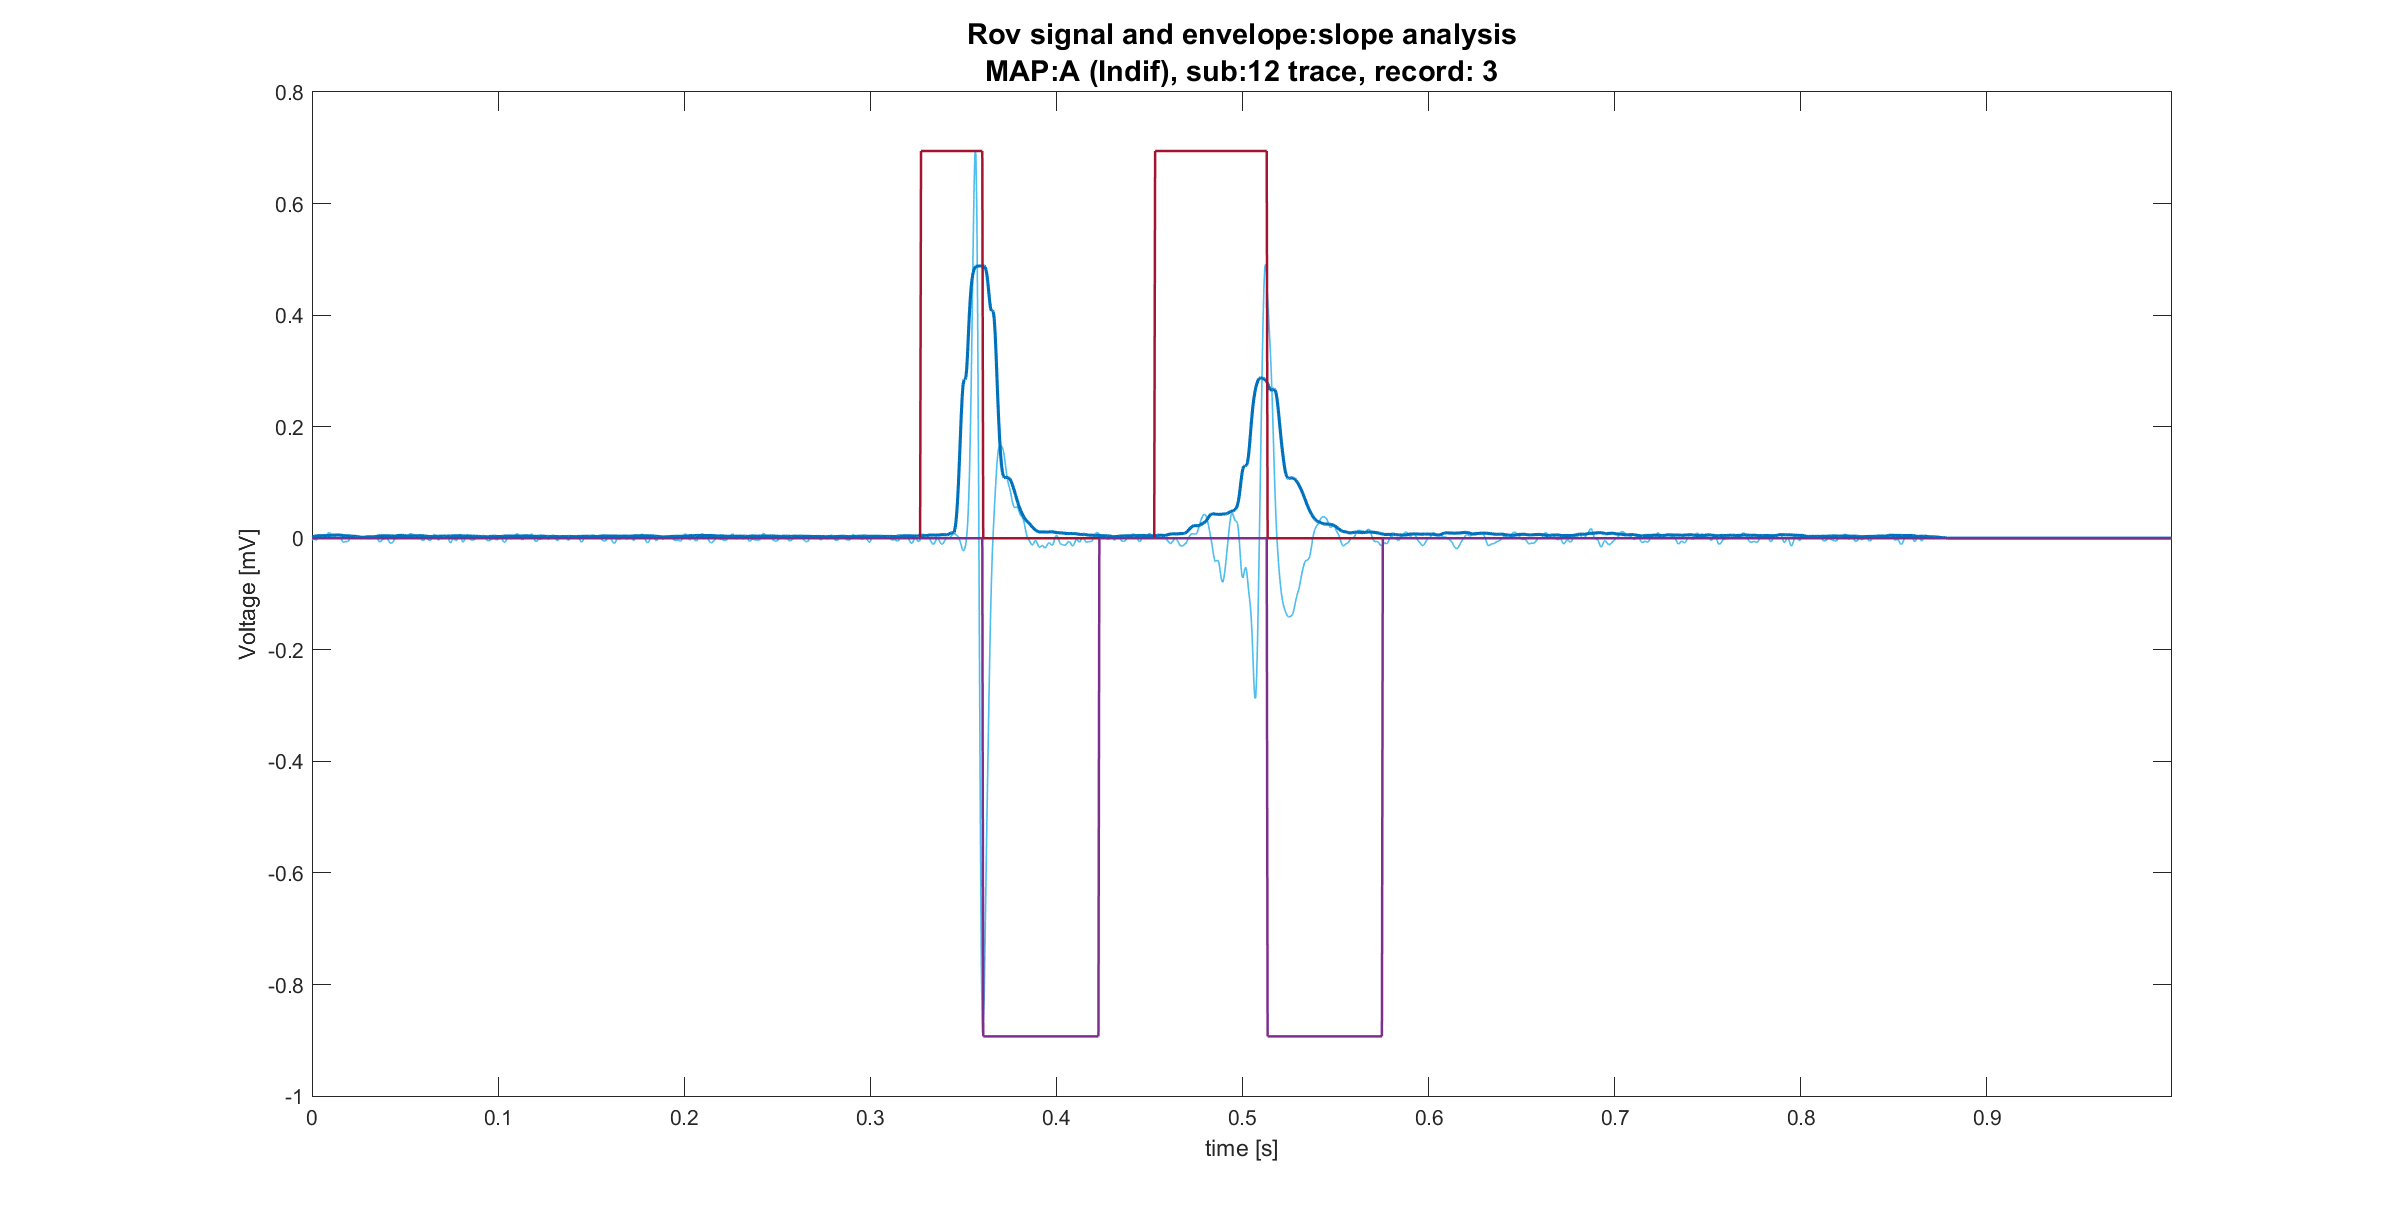 Rov signal and envelope:slope analysis
MAP:A (Indif), sub:12 trace, record: 3
0.8
0.6
0.4
0.2
0
-0.2
-0.4
-0.6
-0.8
-1
Voltage [mV]
0 0.1 0.2 0.3 0.4 0.5 0.6 0.7 0.8 0.9
time [s]